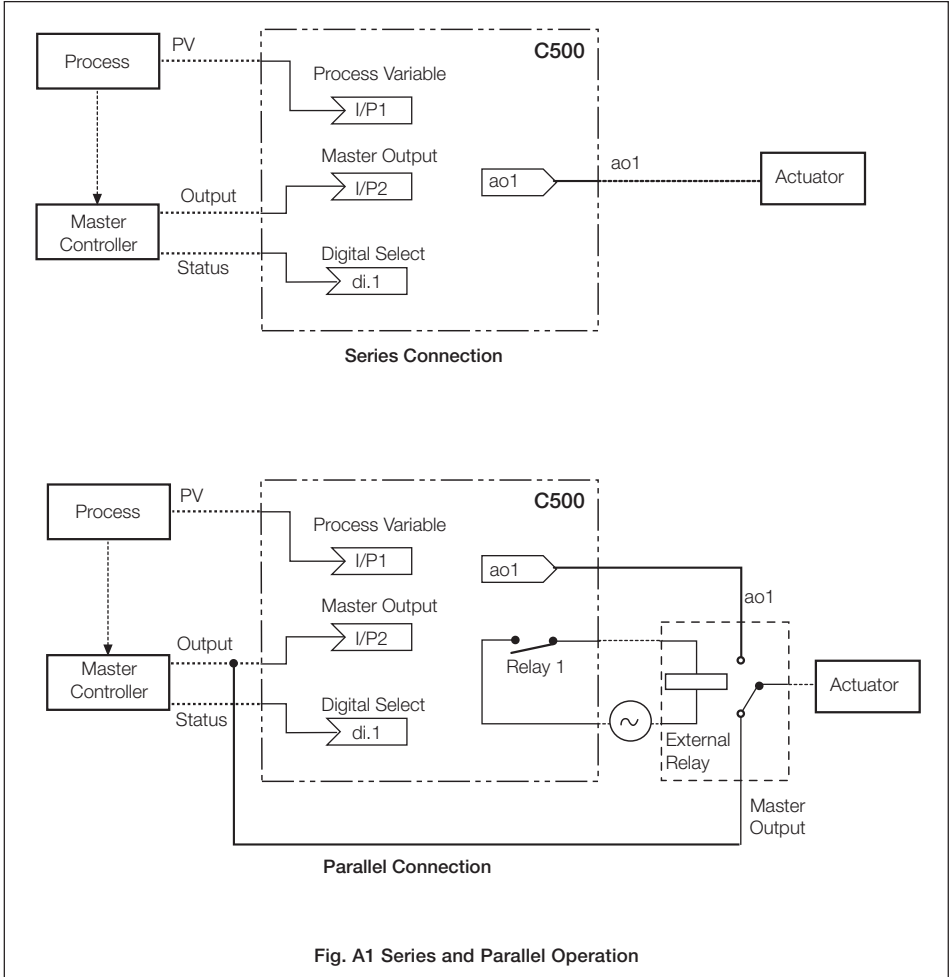 C500
Process
PV
Process Variable
I/P1
Master Output
I/P2
Output
Master
Controller
Status
Digital Select
di.1
ao1
ao1
Actuator
Series Connection
C500
Process
PV
Process Variable
I/P1
Master Output
I/P2
Output
Master
Controller
Status
Digital Select
di.1
ao1
ao1
Relay 1
External
Relay
Actuator
Master
Output
Parallel Connection
Fig. A1 Series and Parallel Operation